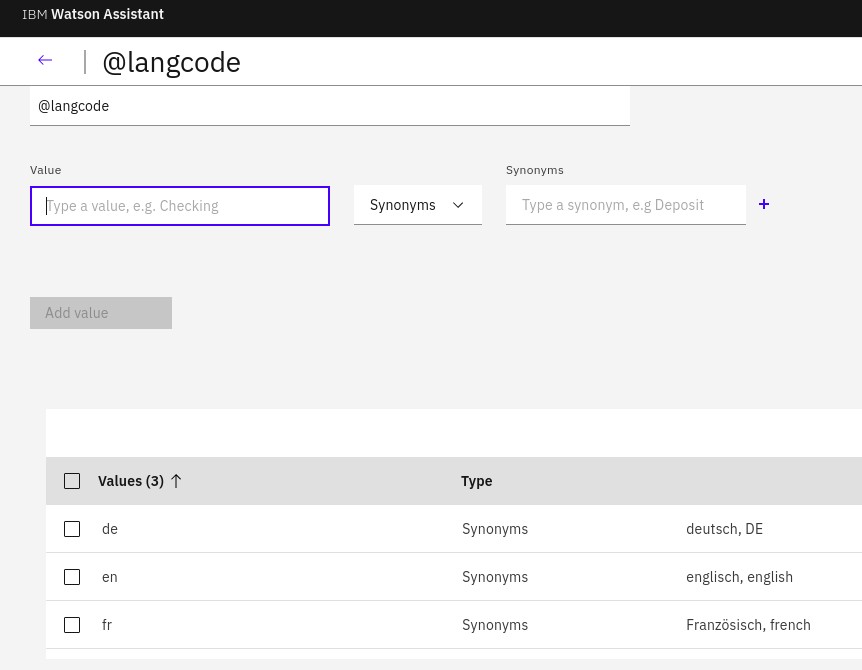 IBM Watson Assistant
@langcode
@langcode
Value
Synonyms
Type a value, e.g. Checking
Synonyms
Type a synonym, e.g Deposit
Add value
Values (3) Type
de Synonyms deutsch, DE
en Synonyms englisch, english
fr Synonyms Französisch, french